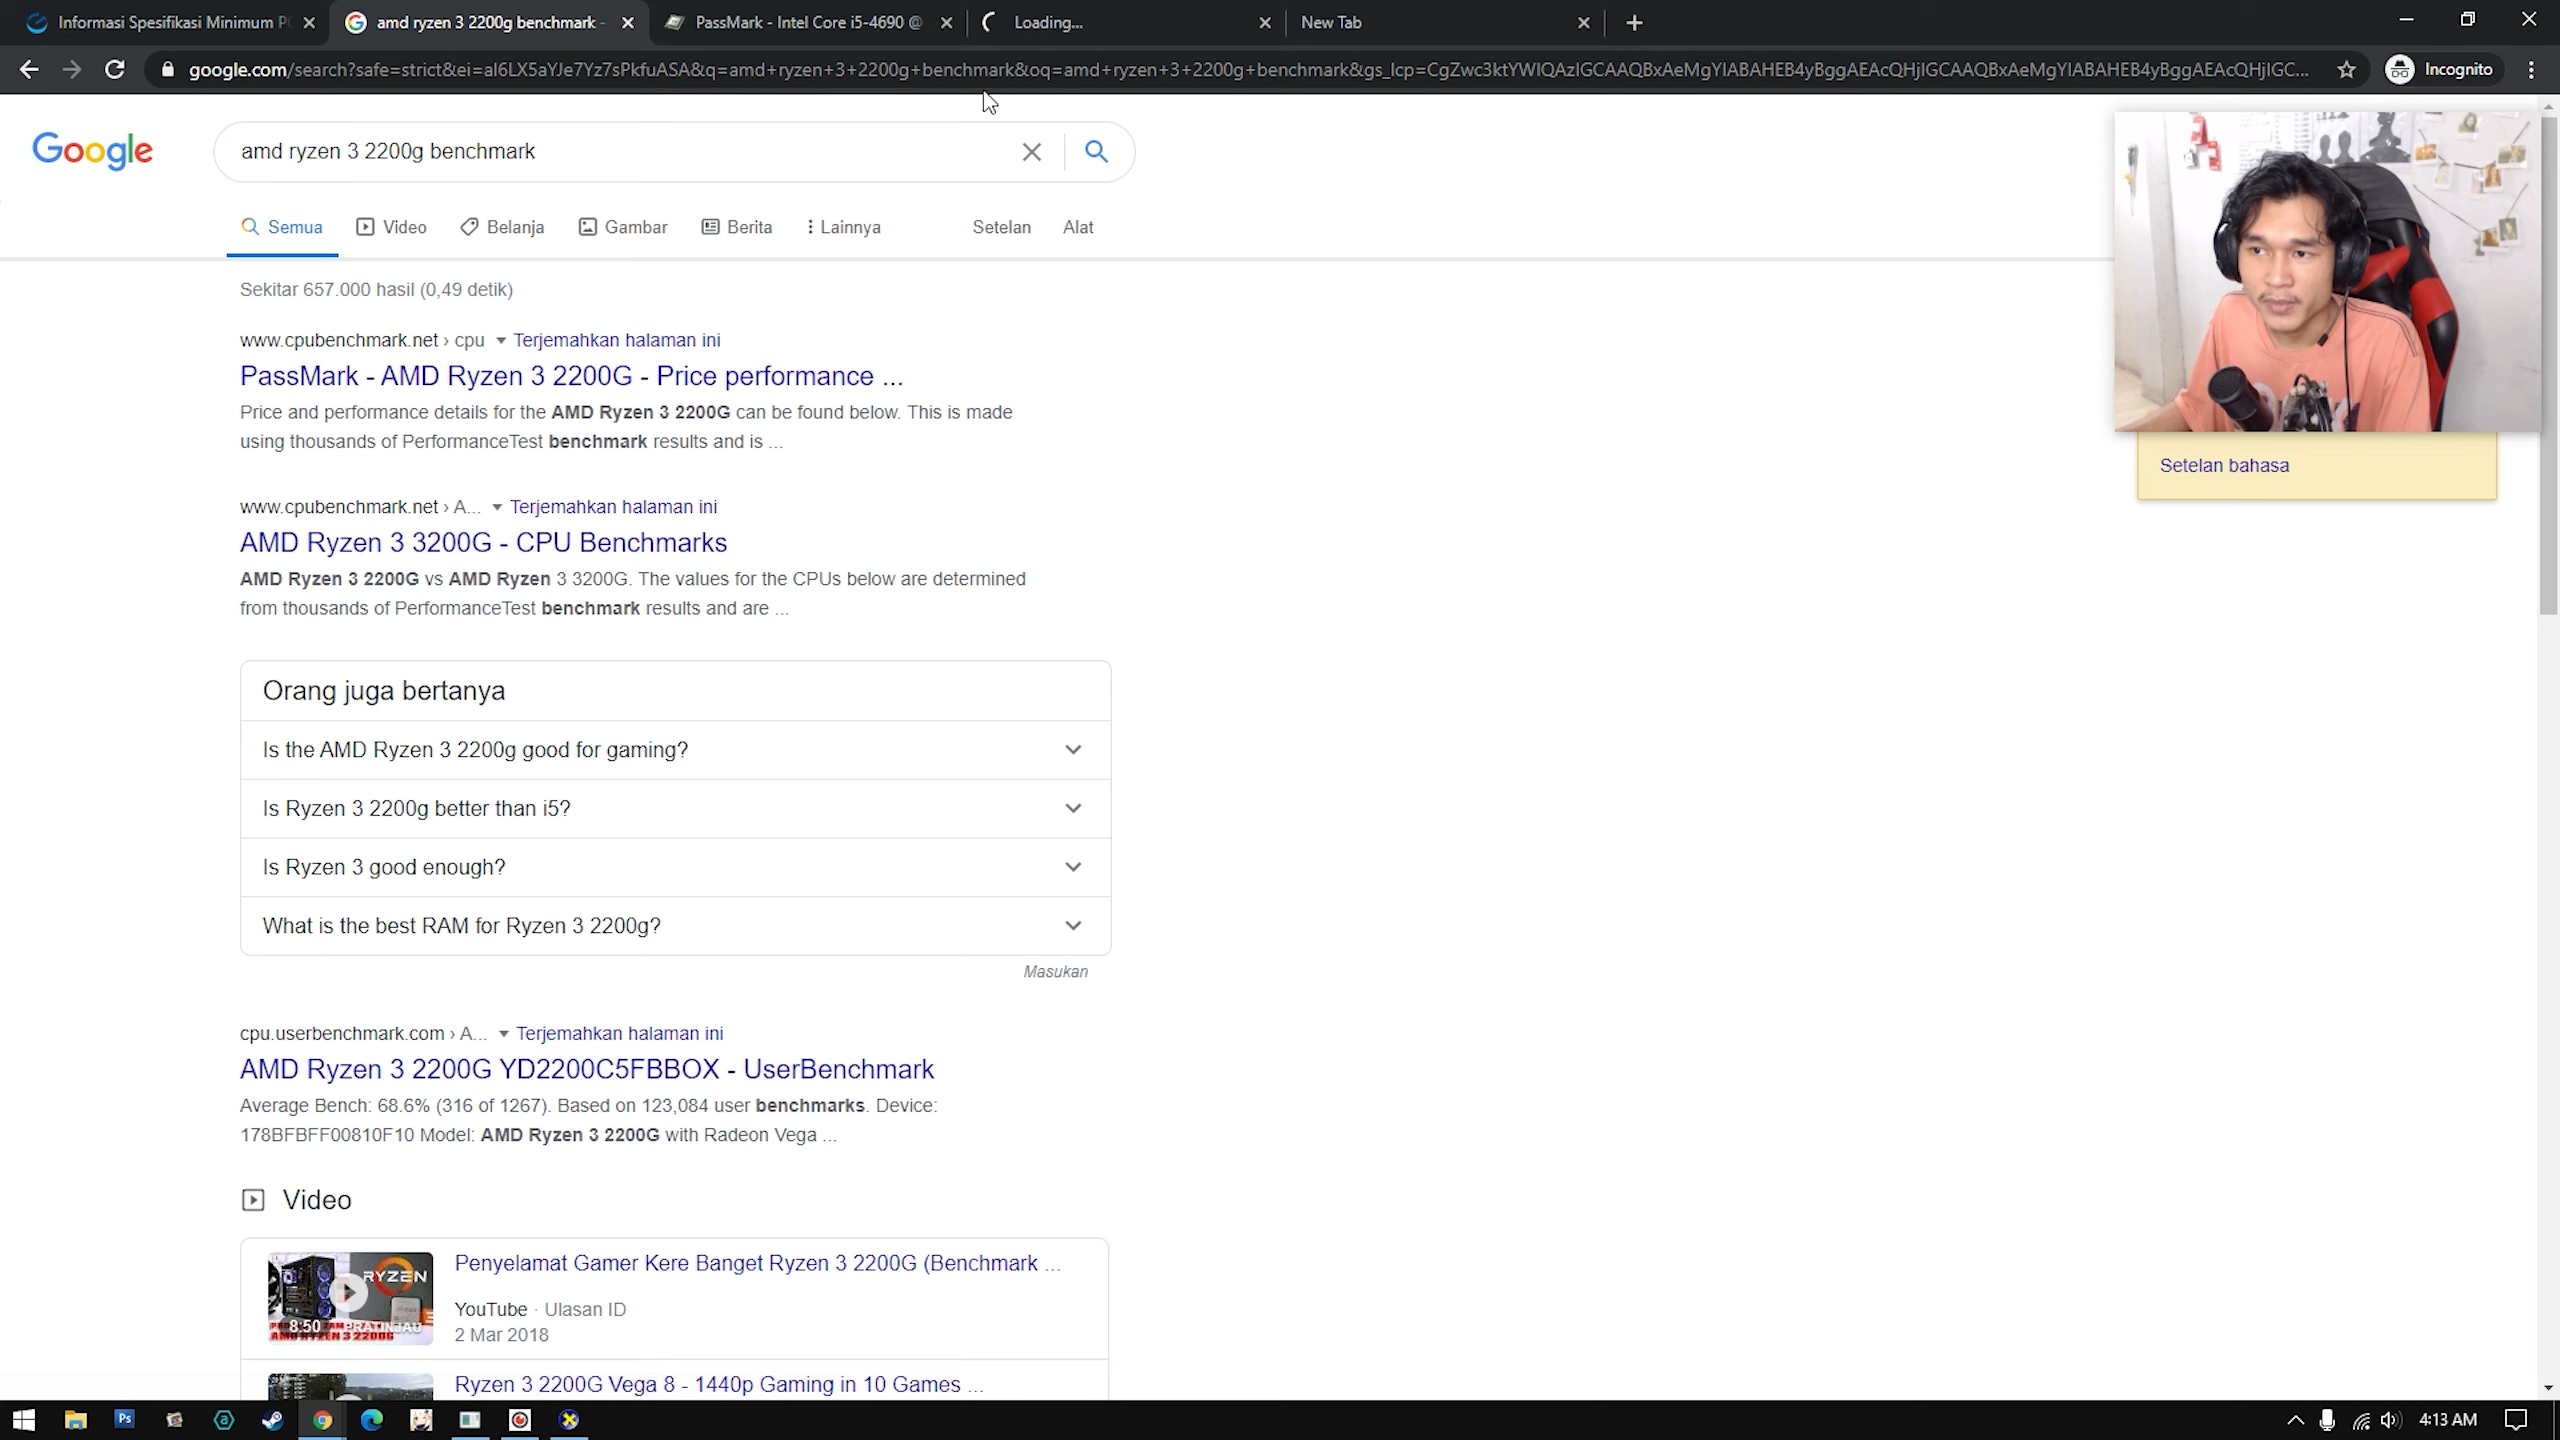 Informasi Spesifikasi Minimum P
amd ryzen 3 2200g benchmark -
PassMark - Intel Core i5-4690 @
Loading...
New Tab
google.com/search?safe=strict&ei=al6LX5aYJe7Yz7sPkfuASA&q=amd+ryzen+3+2200g+benchmark&oq=amd+ryzen+3+2200g+benchmark&gs_lcp=CgZwc3ktYWIQAzIGCAAQBxAeMgYIABAHEB4yBggAEAcQHjIGCAAQBxAeMgYIABAHEB4yBggAEAcQHjIGC...
Incognito
Google
amd ryzen 3 2200g benchmark
Semua
Video
Belanja
Gambar
Berita
Lainnya
Setelan
Alat
Sekitar 657.000 hasil (0,49 detik)
www.cpubenchmark.net › cpu
Terjemahkan halaman ini
PassMark - AMD Ryzen 3 2200G - Price performance ...
Price and performance details for the AMD Ryzen 3 2200G can be found below. This is made
using thousands of PerformanceTest benchmark results and is ...
www.cpubenchmark.net › A...
Terjemahkan halaman ini
AMD Ryzen 3 3200G - CPU Benchmarks
AMD Ryzen 3 2200G vs AMD Ryzen 3 3200G. The values for the CPUs below are determined
from thousands of PerformanceTest benchmark results and are ...
Setelan bahasa
Orang juga bertanya
Is the AMD Ryzen 3 2200g good for gaming?
Is Ryzen 3 2200g better than i5?
Is Ryzen 3 good enough?
What is the best RAM for Ryzen 3 2200g?
Masukan
cpu.userbenchmark.com › A...
Terjemahkan halaman ini
AMD Ryzen 3 2200G YD2200C5FBBOX - UserBenchmark
Average Bench: 68.6% (316 of 1267). Based on 123,084 user benchmarks. Device:
178BFBFF00810F10 Model: AMD Ryzen 3 2200G with Radeon Vega ...
Video
RYZEN
8:50
PRATINJAU
AMD RYZEN 3 2200G
Penyelamat Gamer Kere Banget Ryzen 3 2200G (Benchmark ...
YouTube · Ulasan ID
2 Mar 2018
Ryzen 3 2200G Vega 8 - 1440p Gaming in 10 Games ...
Ps
4:13 AM